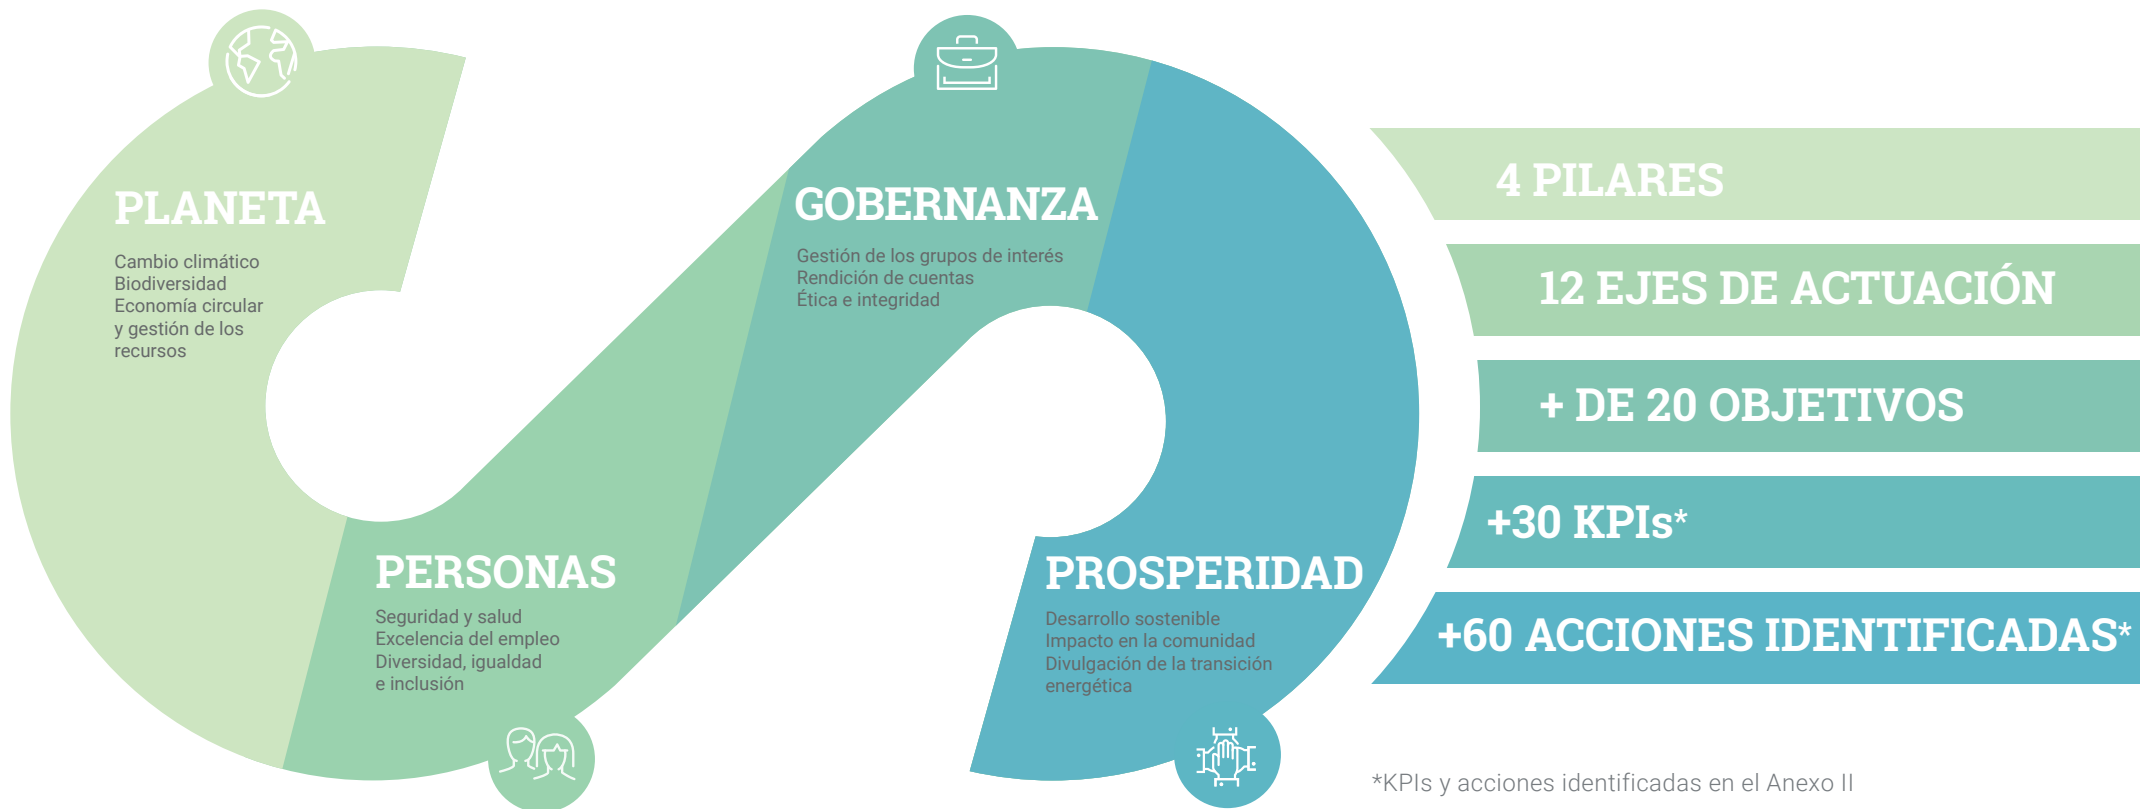 PLANETA
Cambio climático
Biodiversidad
Economía circular
y gestión de los
recursos
PERSONAS
Seguridad y salud
Excelencia del empleo
Diversidad, igualdad
e inclusión
GOBERNANZA
Gestión de los grupos de interés
Rendición de cuentas
Ética e integridad
PROSPERIDAD
Desarrollo sostenible
Impacto en la comunidad
Divulgación de la transición
energética
4 PILARES
12 EJES DE ACTUACIÓN
+ DE 20 OBJETIVOS
+30 KPIs*
+60 ACCIONES IDENTIFICADAS*
*KPIs y acciones identificadas en el Anexo II